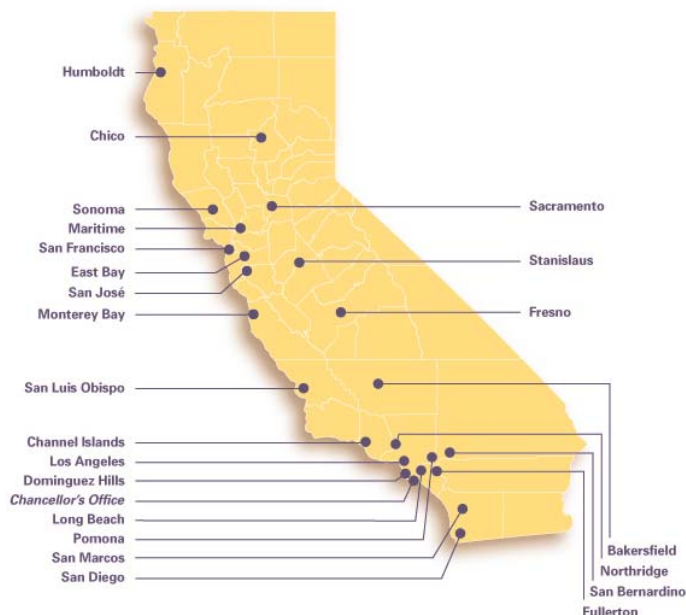 Humboldt
Chico
Sonoma
Maritime
San Francisco
East Bay
San José
Monterey Bay
San Luis Obispo
Channel Islands
Los Angeles
Dominguez Hills
Chancellor's Office
Long Beach
Pomona
San Marcos
San Diego
Sacramento
Stanislaus
Fresno
Bakersfield
Northridge
San Bernardino
Fullerton